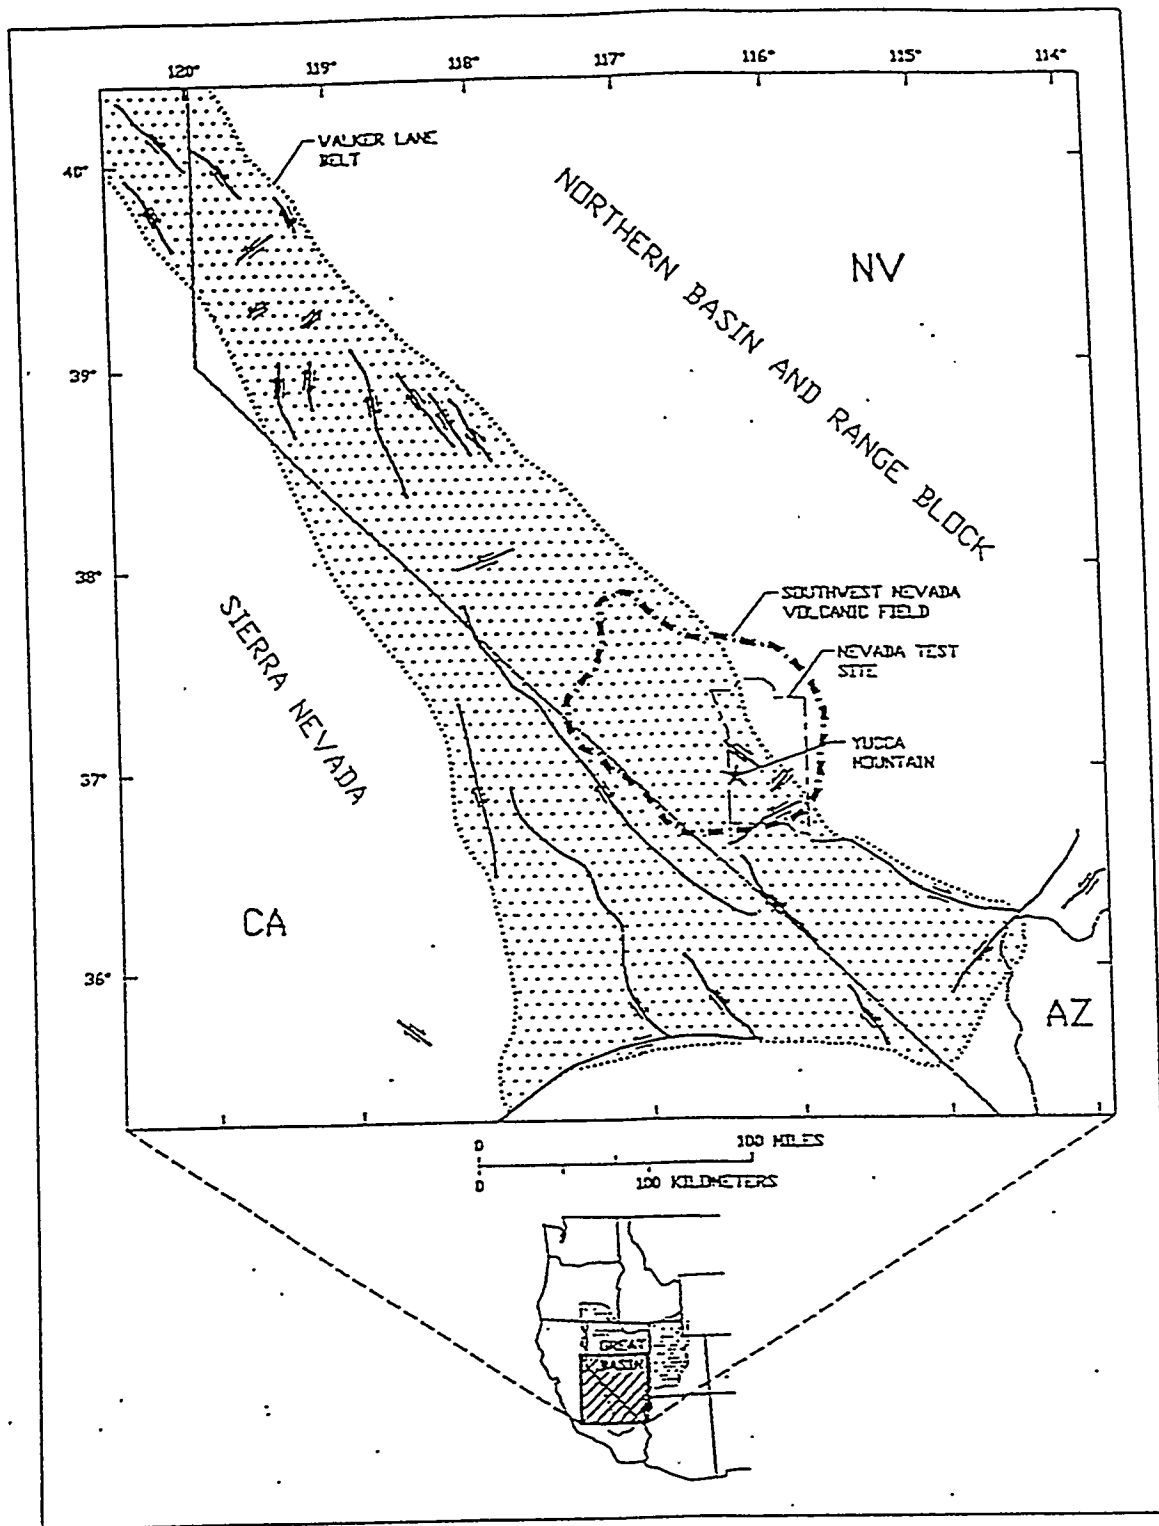 120° 119° 118° 117° 116° 115° 114°
WALKER LANE
BELT
40°
NORTHERN BASIN AND RANGE BLOCK
NV
39°
38°
SIERRA NEVADA
SOUTHWEST NEVADA
VOLCANIC FIELD
NEVADA TEST
SITE
YUCCA
MOUNTAIN
37°
CA
36°
AZ
0 100 MILES
0 100 KILOMETERS
GREAT
BASIN